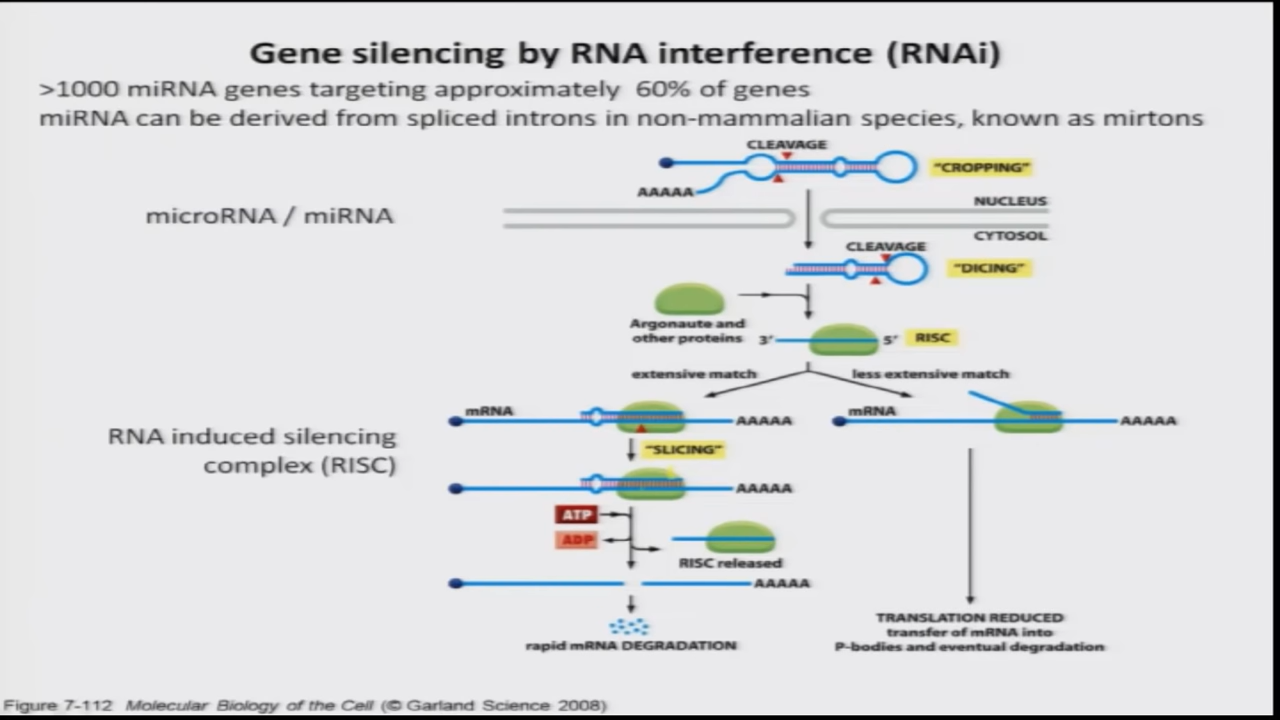 Gene silencing by RNA interference (RNAi)
>1000 miRNA genes targeting approximately 60% of genes
miRNA can be derived from spliced introns in non-mammalian species, known as mirtons
CLEAVAGE
"CROPPING"
AAAAA
microRNA / miRNA
NUCLEUS
CYTOSOL
CLEAVAGE
"DICING"
Argonaute and
other proteins
3'
5'
RISC
extensive match
less extensive match
mRNA
AAAAA
mRNA
AAAAA
RNA induced silencing
complex (RISC)
"SLICING"
AAAAA
ATP
ADP
RISC released
AAAAA
rapid mRNA DEGRADATION
TRANSLATION REDUCED
transfer of mRNA into
P-bodies and eventual degradation
Figure 7-112 Molecular Biology of the Cell (© Garland Science 2008)